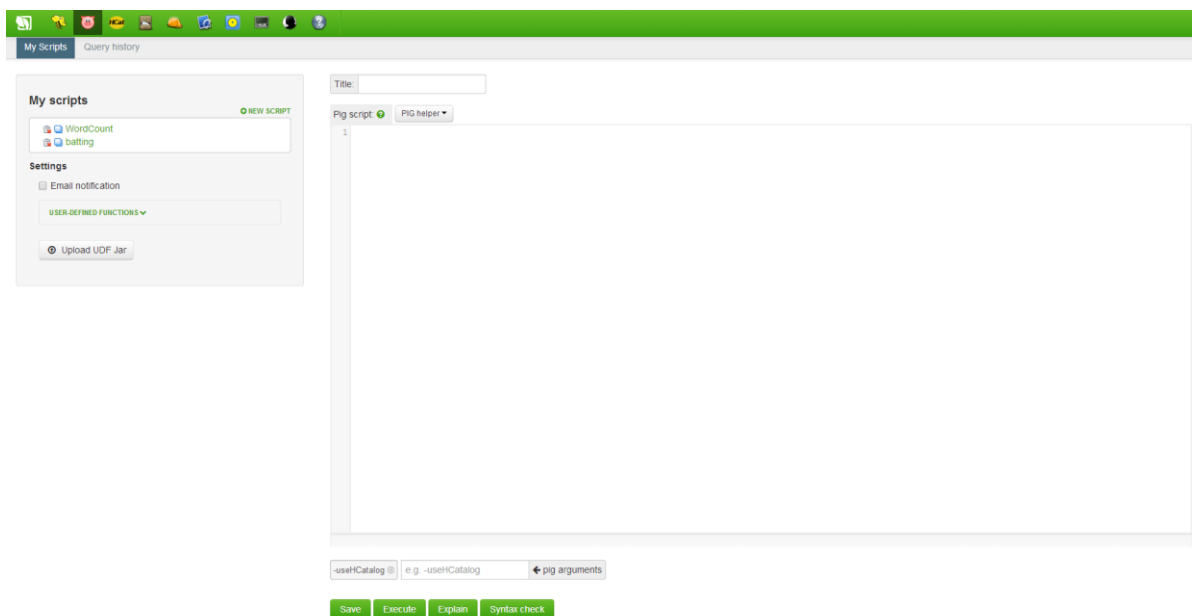 HCat
My Scripts Query history
My scripts
NEW SCRIPT
WordCount
batting
Settings
Email notification
USER-DEFINED FUNCTIONS
Upload UDF Jar
Title:
Pig script: PIG helper
1
-useHCatalog e.g. -useHCatalog pig arguments
Save Execute Explain Syntax check